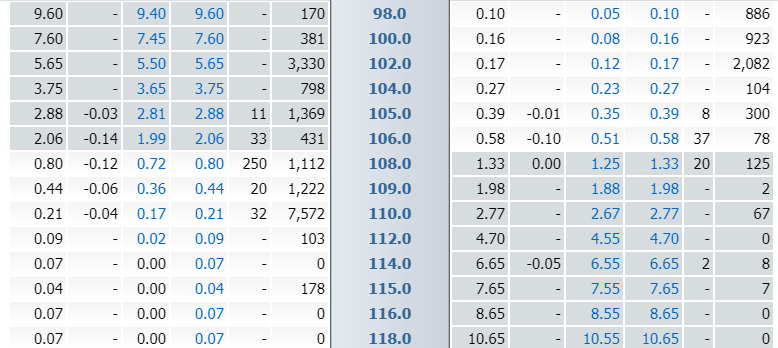 9.60 - 9.40 9.60 - 170 98.0 0.10 - 0.05 0.10 - 886
7.60 - 7.45 7.60 - 381 100.0 0.16 - 0.08 0.16 - 923
5.65 - 5.50 5.65 - 3,330 102.0 0.17 - 0.12 0.17 - 2,082
3.75 - 3.65 3.75 - 798 104.0 0.27 - 0.23 0.27 - 104
2.88 -0.03 2.81 2.88 11 1,369 105.0 0.39 -0.01 0.35 0.39 8 300
2.06 -0.14 1.99 2.06 33 431 106.0 0.58 -0.10 0.51 0.58 37 78
0.80 -0.12 0.72 0.80 250 1,112 108.0 1.33 0.00 1.25 1.33 20 125
0.44 -0.06 0.36 0.44 20 1,222 109.0 1.98 - 1.88 1.98 - 2
0.21 -0.04 0.17 0.21 32 7,572 110.0 2.77 - 2.67 2.77 - 67
0.09 - 0.02 0.09 - 103 112.0 4.70 - 4.55 4.70 - 0
0.07 - 0.00 0.07 - 0 114.0 6.65 -0.05 6.55 6.65 2 8
0.04 - 0.00 0.04 - 178 115.0 7.65 - 7.55 7.65 - 7
0.07 - 0.00 0.07 - 0 116.0 8.65 - 8.55 8.65 - 0
0.07 - 0.00 0.07 - 0 118.0 10.65 - 10.55 10.65 - 0